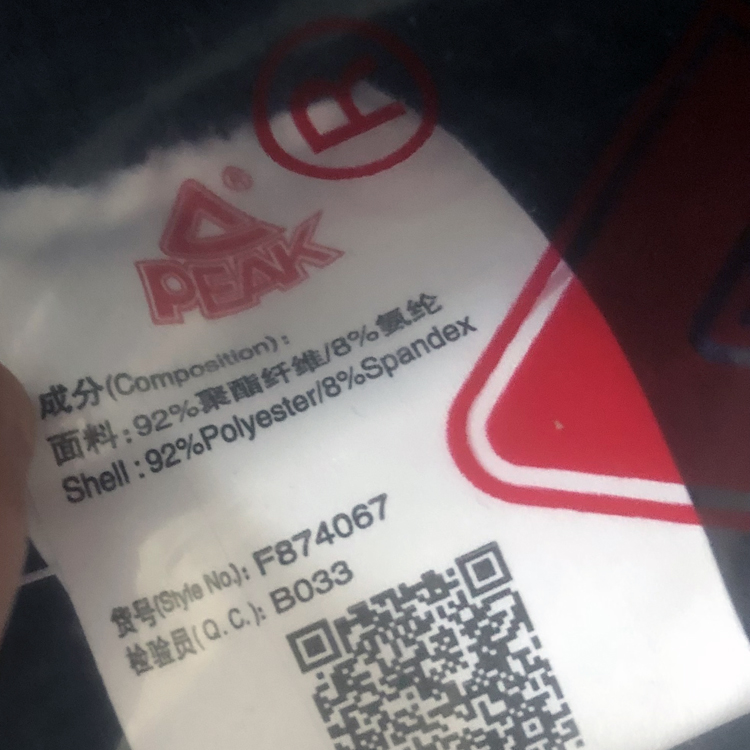 ®
®
PEAK
成分(Composition):
面料:92%聚酯纤维/8%氨纶
Shell:92%Polyester/8%Spandex
货号(Style No.): F874067
检验员(Q.C.): B033